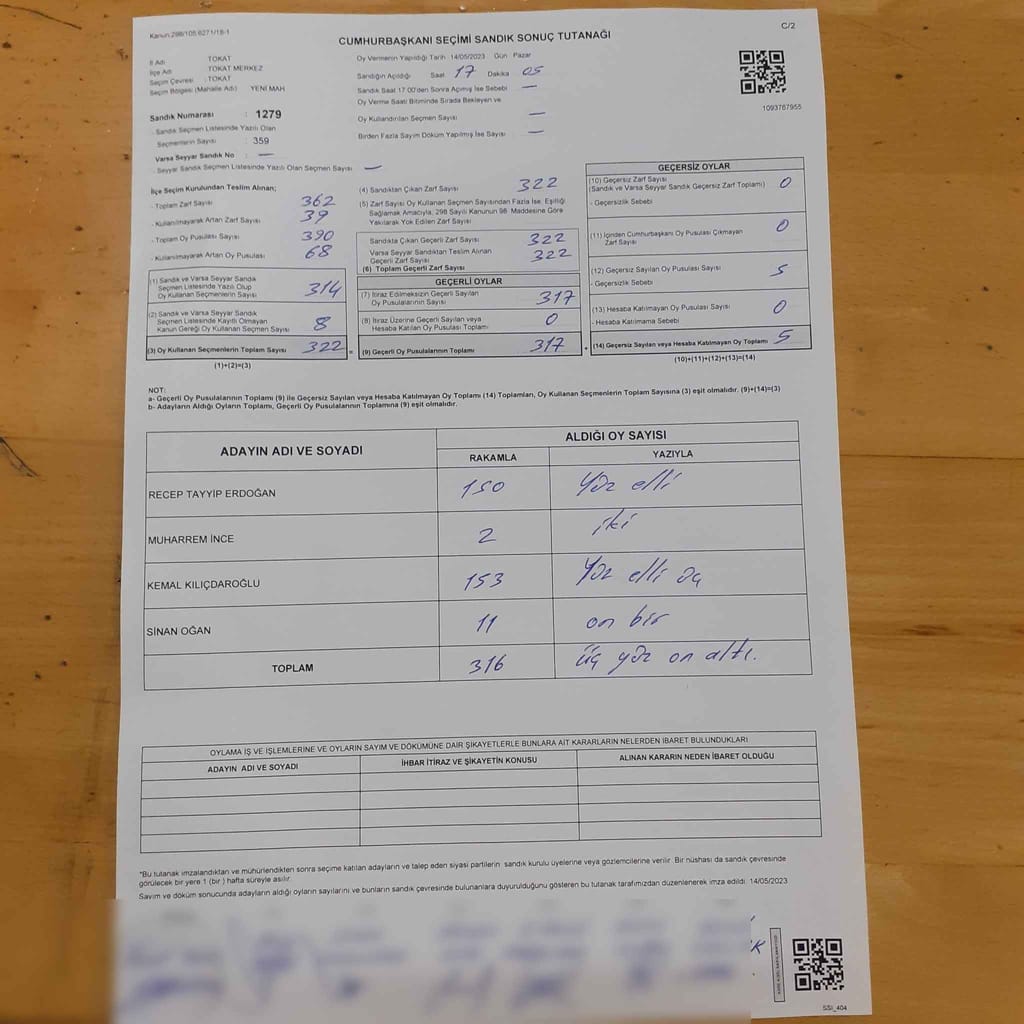 Kanun:298/105.6271/18-1
C/2
CUMHURBAŞKANI SEÇİMİ SANDIK SONUÇ TUTANAĞI
İl Adı TOKAT
İlçe Adı TOKAT MERKEZ
Seçim Çevresi : TOKAT
Seçim Bölgesi (Mahalle Adı) YENİ MAH
Sandık Numarası : 1279
- Sandık Seçmen Listesinde Yazılı Olan
Seçmenlerin Sayısı : 359
Varsa Seyyar Sandık No : —
- Seyyar Sandık Seçmen Listesinde Yazılı Olan Seçmen Sayısı —
Oy Vermenin Yapıldığı Tarih :14/05/2023 Gün : Pazar
Sandığın Açıldığı Saat 17 Dakika 05
Sandık Saat 17:00'den Sonra Açılmış İse Sebebi —
Oy Verme Saati Bitiminde Sırada Bekleyen ve
Oy Kullandırılan Seçmen Sayısı —
Birden Fazla Sayım Döküm Yapılmış İse Sayısı —
1093787955
İlçe Seçim Kurulundan Teslim Alınan;
- Toplam Zarf Sayısı 362
- Kullanılmayarak Artan Zarf Sayısı 39
- Toplam Oy Pusulası Sayısı 390
- Kullanılmayarak Artan Oy Pusulası 68
(1) Sandık ve Varsa Seyyar Sandık
Seçmen Listesinde Yazılı Olup
Oy Kullanan Seçmenlerin Sayısı 314
(2) Sandık ve Varsa Seyyar Sandık
Seçmen Listesinde Kayıtlı Olmayan
Kanun Gereği Oy Kullanan Seçmen Sayısı 8
(3) Oy Kullanan Seçmenlerin Toplam Sayısı 322 =
(1)+(2)=(3)
(4) Sandıktan Çıkan Zarf Sayısı 322
(5) Zarf Sayısı Oy Kullanan Seçmen Sayısından Fazla İse, Eşitliği
Sağlamak Amacıyla, 298 Sayılı Kanunun 98. Maddesine Göre
Yakılarak Yok Edilen Zarf Sayısı
Sandıkta Çıkan Geçerli Zarf Sayısı 322
Varsa Seyyar Sandıktan Teslim Alınan
Geçerli Zarf Sayısı 322
(6) Toplam Geçerli Zarf Sayısı
GEÇERLİ OYLAR
(7) İtiraz Edilmeksizin Geçerli Sayılan
Oy Pusulalarının Sayısı 317
(8) İtiraz Üzerine Geçerli Sayılan veya
Hesaba Katılan Oy Pusulası Toplamı 0
(9) Geçerli Oy Pusulalarının Toplamı 317 +
GEÇERSİZ OYLAR
(10) Geçersiz Zarf Sayısı
(Sandık ve Varsa Seyyar Sandık Geçersiz Zarf Toplamı) 0
- Geçersizlik Sebebi
(11) İçinden Cumhurbaşkanı Oy Pusulası Çıkmayan
Zarf Sayısı 0
(12) Geçersiz Sayılan Oy Pusulası Sayısı 5
- Geçersizlik Sebebi
(13) Hesaba Katılmayan Oy Pusulası Sayısı 0
- Hesaba Katılmama Sebebi
(14) Geçersiz Sayılan veya Hesaba Katılmayan Oy Toplamı 5
(10)+(11)+(12)+(13)=(14)
NOT:
a- Geçerli Oy Pusulalarının Toplamı (9) ile Geçersiz Sayılan veya Hesaba Katılmayan Oy Toplamı (14) Toplamları, Oy Kullanan Seçmenlerin Toplam Sayısına (3) eşit olmalıdır. (9)+(14)=(3)
b- Adayların Aldığı Oyların Toplamı, Geçerli Oy Pusulalarının Toplamına (9) eşit olmalıdır.
ADAYIN ADI VE SOYADI
ALDIĞI OY SAYISI
RAKAMLA YAZIYLA
RECEP TAYYİP ERDOĞAN 150 Yüz elli
MUHARREM İNCE 2 iki
KEMAL KILIÇDAROĞLU 153 Yüz elli üç
SİNAN OĞAN 11 on bir
TOPLAM 316 üç yüz on altı.
OYLAMA İŞ VE İŞLEMLERİNE VE OYLARIN SAYIM VE DÖKÜMÜNE DAİR ŞİKAYETLERLE BUNLARA AİT KARARLARIN NELERDEN İBARET BULUNDUKLARI
ADAYIN ADI VE SOYADI İHBAR İTİRAZ VE ŞİKAYETİN KONUSU ALINAN KARARIN NEDEN İBARET OLDUĞU
*Bu tutanak imzalandıktan ve mühürlendikten sonra seçime katılan adayların ve talep eden siyasi partilerin sandık kurulu üyelerine veya gözlemcilerine verilir. Bir nüshası da sandık çevresinde
görülecek bir yere 1 (bir) hafta süreyle asılır.
Sayım ve döküm sonucunda adayların aldığı oyların sayılarını ve bunların sandık çevresinde bulunanlara duyurulduğunu gösteren bu tutanak tarafımızdan düzenlenerek imza edildi. 14/05/2023
SSI_404